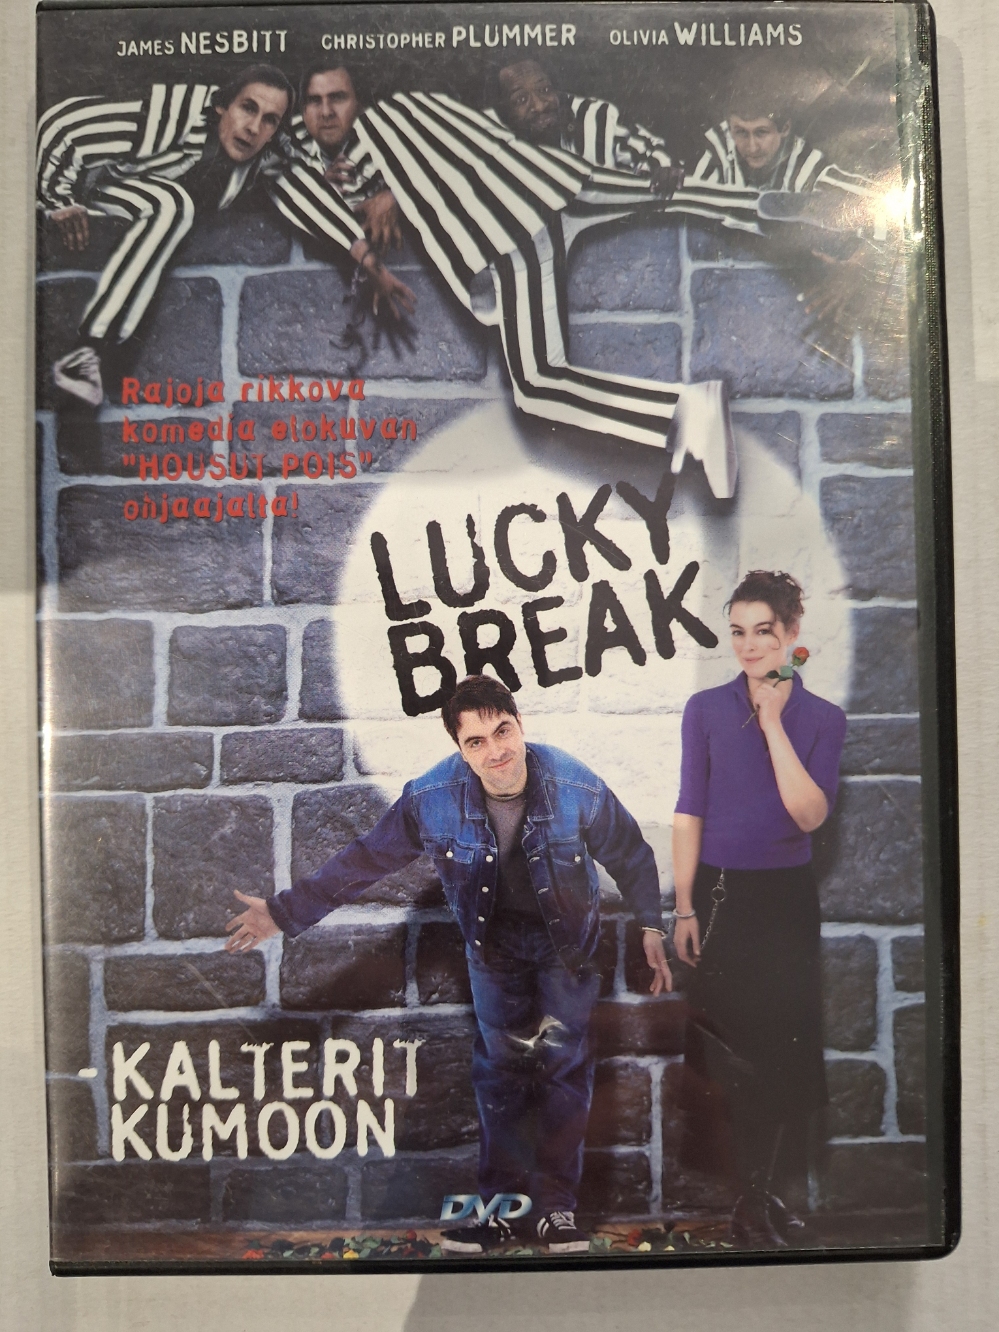 JAMES NESBITT CHRISTOPHER PLUMMER OLIVIA WILLIAMS
Rajoja rikkova
komedia elokuvan
"HOUSUT POIS"
ohjaajalta!
LUCKY
BREAK
-KALTERIT
KUMOON
DVD